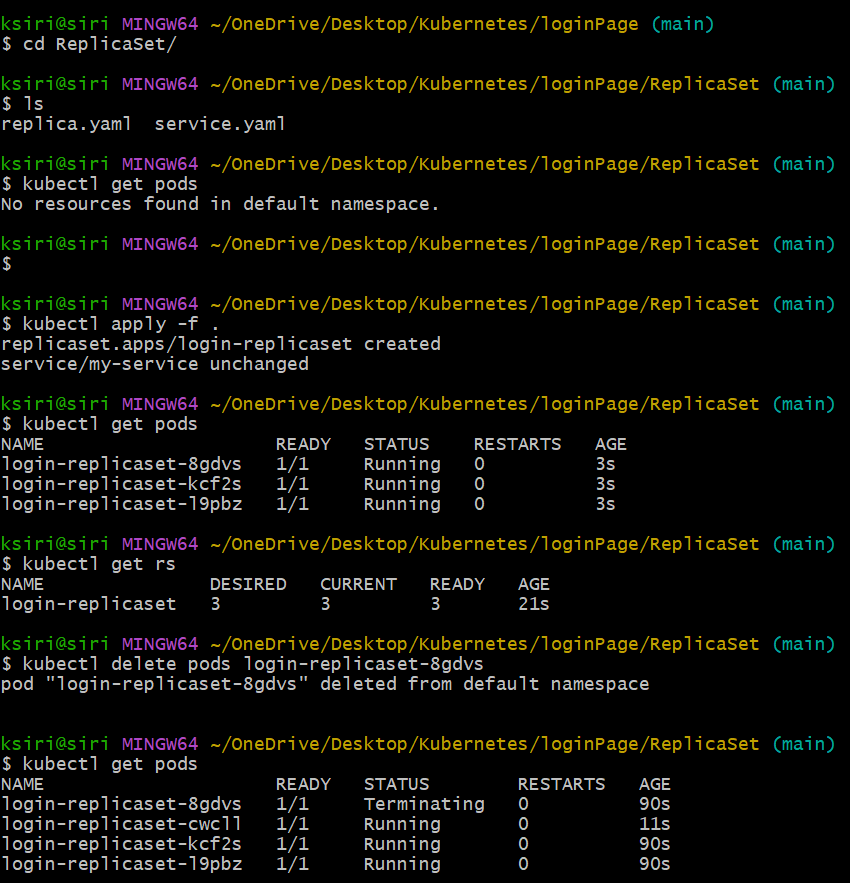 ksiri@siri MINGW64 ~/OneDrive/Desktop/Kubernetes/loginPage (main)
$ cd ReplicaSet/
ksiri@siri MINGW64 ~/OneDrive/Desktop/Kubernetes/loginPage/ReplicaSet (main)
$ ls
replica.yaml  service.yaml
ksiri@siri MINGW64 ~/OneDrive/Desktop/Kubernetes/loginPage/ReplicaSet (main)
$ kubectl get pods
No resources found in default namespace.
ksiri@siri MINGW64 ~/OneDrive/Desktop/Kubernetes/loginPage/ReplicaSet (main)
$
ksiri@siri MINGW64 ~/OneDrive/Desktop/Kubernetes/loginPage/ReplicaSet (main)
$ kubectl apply -f .
replicaset.apps/login-replicaset created
service/my-service unchanged
ksiri@siri MINGW64 ~/OneDrive/Desktop/Kubernetes/loginPage/ReplicaSet (main)
$ kubectl get pods
NAME                     READY   STATUS    RESTARTS   AGE
login-replicaset-8gdvs   1/1     Running   0          3s
login-replicaset-kcf2s   1/1     Running   0          3s
login-replicaset-l9pbz   1/1     Running   0          3s
ksiri@siri MINGW64 ~/OneDrive/Desktop/Kubernetes/loginPage/ReplicaSet (main)
$ kubectl get rs
NAME               DESIRED   CURRENT   READY   AGE
login-replicaset   3         3         3       21s
ksiri@siri MINGW64 ~/OneDrive/Desktop/Kubernetes/loginPage/ReplicaSet (main)
$ kubectl delete pods login-replicaset-8gdvs
pod "login-replicaset-8gdvs" deleted from default namespace
ksiri@siri MINGW64 ~/OneDrive/Desktop/Kubernetes/loginPage/ReplicaSet (main)
$ kubectl get pods
NAME                     READY   STATUS        RESTARTS   AGE
login-replicaset-8gdvs   1/1     Terminating   0          90s
login-replicaset-cwcll   1/1     Running       0          11s
login-replicaset-kcf2s   1/1     Running       0          90s
login-replicaset-l9pbz   1/1     Running       0          90s